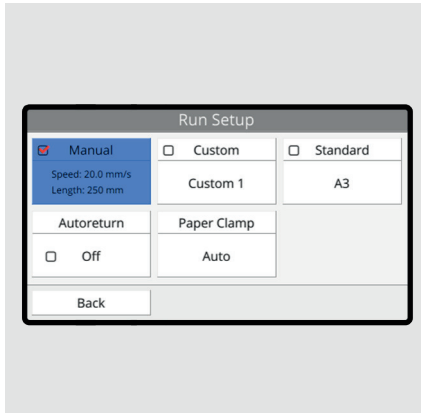 Run Setup
Manual
Speed: 20.0 mm/s
Length: 250 mm
Custom
Custom 1
Standard
A3
Autoreturn
Off
Paper Clamp
Auto
Back